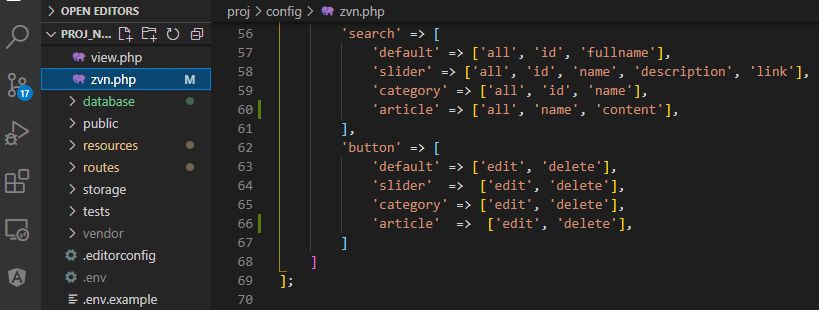 OPEN EDITORS
PROJ_N...
view.php
zvn.php M
database
public
resources
routes
storage
tests
vendor
.editorconfig
.env
.env.example
17
proj > config > zvn.php
56 'search' => [
57 'default' => ['all', 'id', 'fullname'],
58 'slider' => ['all', 'id', 'name', 'description', 'link'],
59 'category' => ['all', 'id', 'name'],
60 'article' => ['all', 'name', 'content'],
61 ],
62 'button' => [
63 'default' => ['edit', 'delete'],
64 'slider'  =>  ['edit', 'delete'],
65 'category' => ['edit', 'delete'],
66 'article'  =>  ['edit', 'delete'],
67 ]
68 ]
69 ];
70